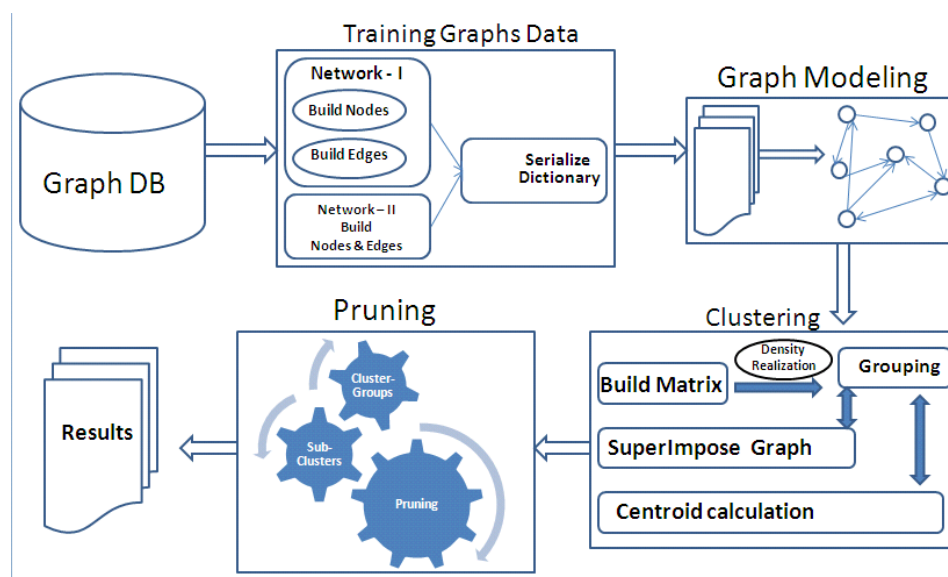 Training Graphs Data
Graph DB
Network - I
Build Nodes
Build Edges
Network – II
Build
Nodes & Edges
Serialize
Dictionary
Graph Modeling
Clustering
Build Matrix
Density
Realization
Grouping
SuperImpose Graph
Centroid calculation
Pruning
Cluster-
Groups
Sub-
Clusters
Pruning
Results